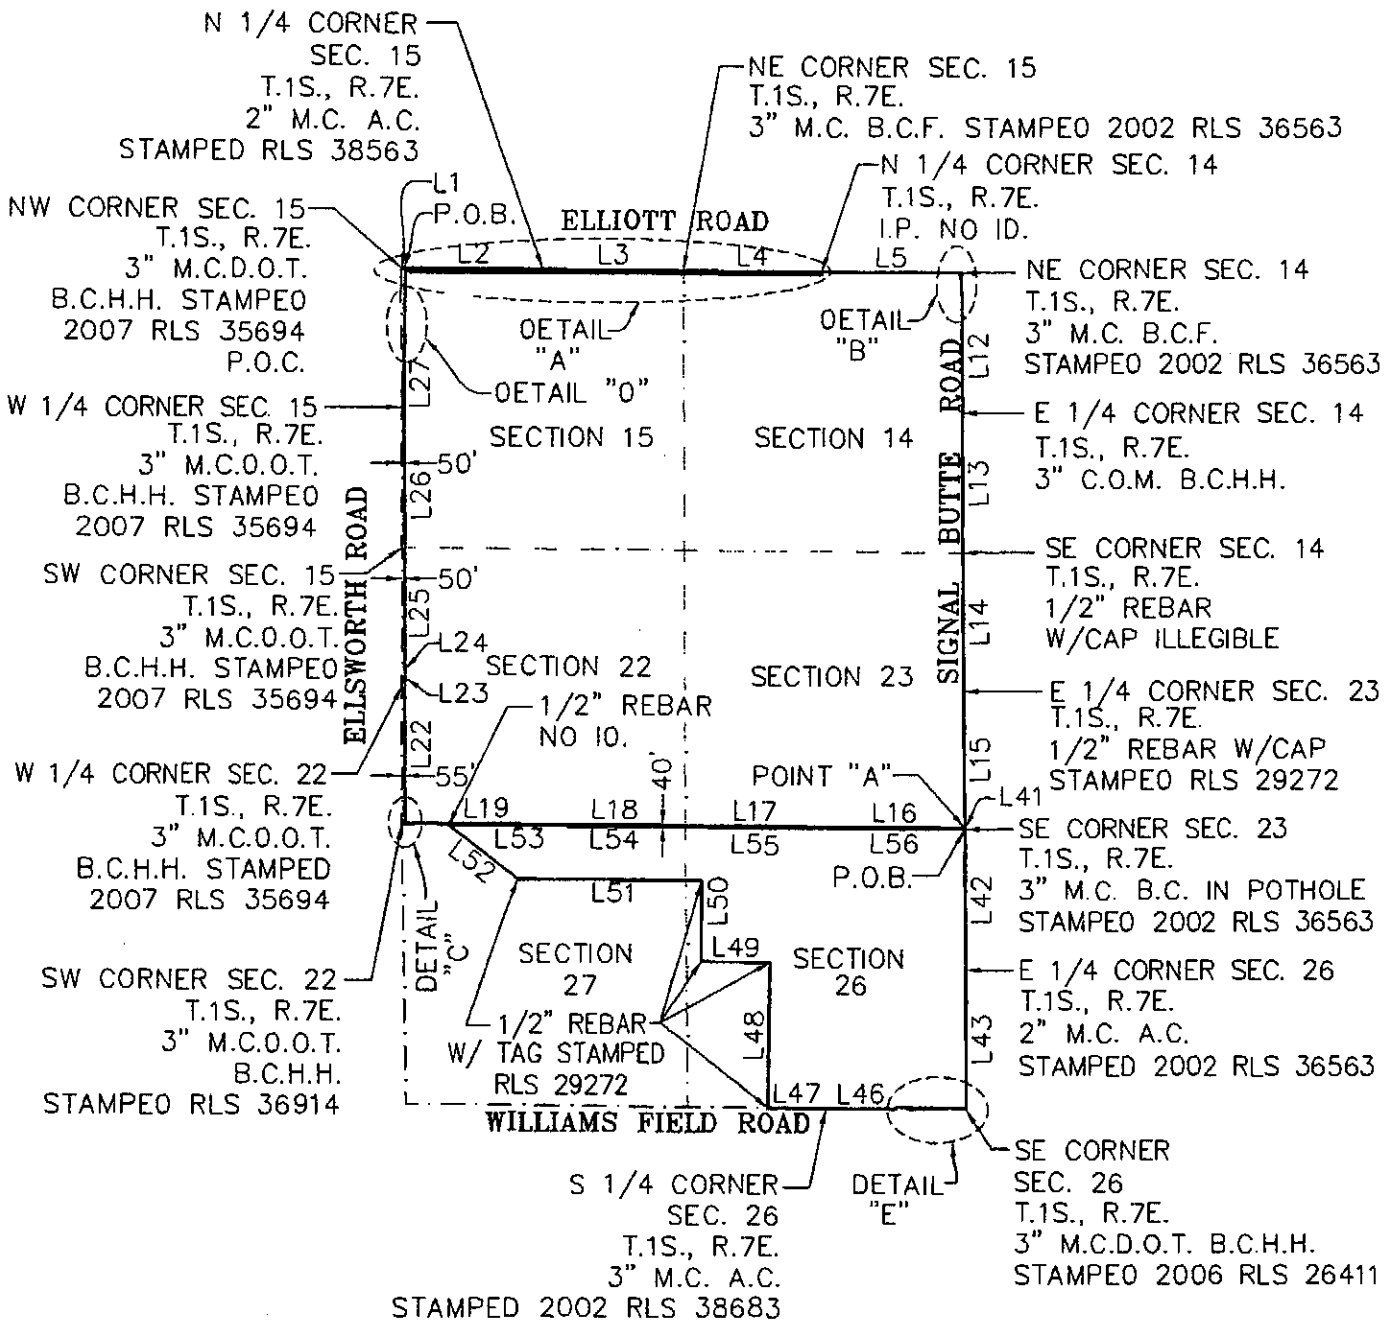 N 1/4 CORNER
SEC. 15
T.1S., R.7E.
2" M.C. A.C.
STAMPED RLS 38563
NE CORNER SEC. 15
T.1S., R.7E.
3" M.C. B.C.F. STAMPEO 2002 RLS 36563
N 1/4 CORNER SEC. 14
T.1S., R.7E.
I.P. NO ID.
L1
P.O.B.
NW CORNER SEC. 15
T.1S., R.7E.
3" M.C.D.O.T.
B.C.H.H. STAMPEO
2007 RLS 35694
P.O.C.
ELLIOTT ROAD
L2
L3
L4
L5
OETAIL
"A"
OETAIL
"B"
OETAIL "O"
NE CORNER SEC. 14
T.1S., R.7E.
3" M.C. B.C.F.
STAMPEO 2002 RLS 36563
L27
L12
W 1/4 CORNER SEC. 15
T.1S., R.7E.
3" M.C.O.O.T.
B.C.H.H. STAMPEO
2007 RLS 35694
SECTION 15
SECTION 14
E 1/4 CORNER SEC. 14
T.1S., R.7E.
3" C.O.M. B.C.H.H.
50'
L26
L13
ELLSWORTH ROAD
SIGNAL BUTTE ROAD
SW CORNER SEC. 15
T.1S., R.7E.
3" M.C.O.O.T.
B.C.H.H. STAMPEO
2007 RLS 35694
50'
L25
L24
L23
SECTION 22
SECTION 23
SE CORNER SEC. 14
T.1S., R.7E.
1/2" REBAR
W/CAP ILLEGIBLE
L14
E 1/4 CORNER SEC. 23
T.1S., R.7E.
1/2" REBAR W/CAP
STAMPEO RLS 29272
L15
1/2" REBAR
NO IO.
L22
55'
40'
POINT "A"
L41
W 1/4 CORNER SEC. 22
T.1S., R.7E.
3" M.C.O.O.T.
B.C.H.H. STAMPED
2007 RLS 35694
L19
L18
L17
L16
L53
L54
L55
L56
L52
L51
L50
P.O.B.
SE CORNER SEC. 23
T.1S., R.7E.
3" M.C. B.C. IN POTHOLE
STAMPEO 2002 RLS 36563
L42
DETAIL
"C"
SECTION
27
L49
SECTION
26
L48
SW CORNER SEC. 22
T.1S., R.7E.
3" M.C.O.O.T.
B.C.H.H.
STAMPEO RLS 36914
1/2" REBAR
W/ TAG STAMPED
RLS 29272
E 1/4 CORNER SEC. 26
T.1S., R.7E.
2" M.C. A.C.
STAMPED 2002 RLS 36563
L43
L47
L46
WILLIAMS FIELD ROAD
S 1/4 CORNER
SEC. 26
T.1S., R.7E.
3" M.C. A.C.
STAMPED 2002 RLS 38683
DETAIL
"E"
SE CORNER
SEC. 26
T.1S., R.7E.
3" M.C.D.O.T. B.C.H.H.
STAMPEO 2006 RLS 26411